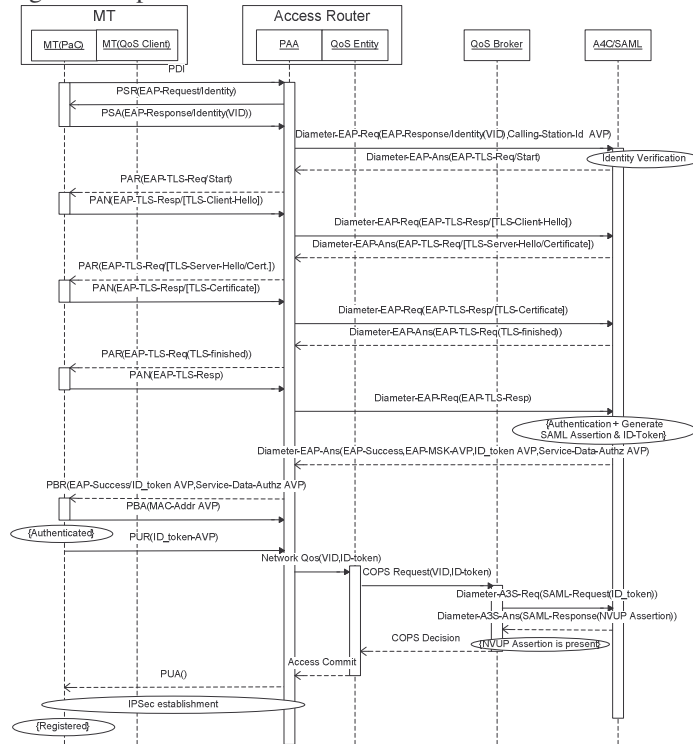 MT
Access Router
MT(PaC)
MT(QoS Client)
PAA
QoS Entity
QoS Broker
A4C/SAML
PDI
PSR(EAP-Request/Identity)
PSA(EAP-Response/Identity(VID))
Diameter-EAP-Req(EAP-Response/Identity(VID),Calling-Station-Id AVP)
Diameter-EAP-Ans(EAP-TLS-Req/Start)
Identity Verification
PAR(EAP-TLS-Req/Start)
PAN(EAP-TLS-Resp/[TLS-Client-Hello])
Diameter-EAP-Req(EAP-TLS-Resp/[TLS-Client-Hello])
Diameter-EAP-Ans(EAP-TLS-Req/[TLS-Server-Hello/Certificate])
PAR(EAP-TLS-Req/[TLS-Server-Hello/Cert.])
PAN(EAP-TLS-Resp/[TLS-Certificate])
Diameter-EAP-Req(EAP-TLS-Resp/[TLS-Certificate])
Diameter-EAP-Ans(EAP-TLS-Req(TLS-finished))
PAR(EAP-TLS-Req(TLS-finished))
PAN(EAP-TLS-Resp)
Diameter-EAP-Req(EAP-TLS-Resp)
{Authentication + Generate
SAML Assertion & ID-Token}
Diameter-EAP-Ans(EAP-Success,EAP-MSK-AVP,ID_token AVP,Service-Data-Authz AVP)
PBR(EAP-Success/ID_token AVP,Service-Data-Authz AVP)
PBA(MAC-Addr AVP)
{Authenticated}
PUR(ID_token-AVP)
Network Qos(VID,ID-token)
COPS Request(VID,ID-token)
Diameter-A3S-Req(SAML-Request(ID_token))
Diameter-A3S-Ans(SAML-Response(NVUP Assertion))
COPS Decision
{NVUP Assertion is present}
Access Commit
PUA()
IPSec establishment
{Registered}